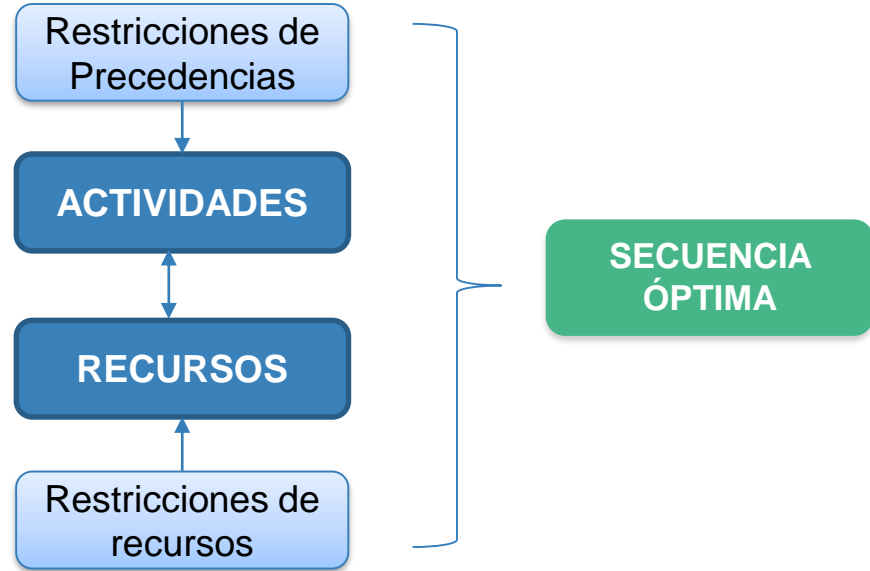 Restricciones de
Precedencias
ACTIVIDADES
RECURSOS
Restricciones de
recursos
SECUENCIA
ÓPTIMA